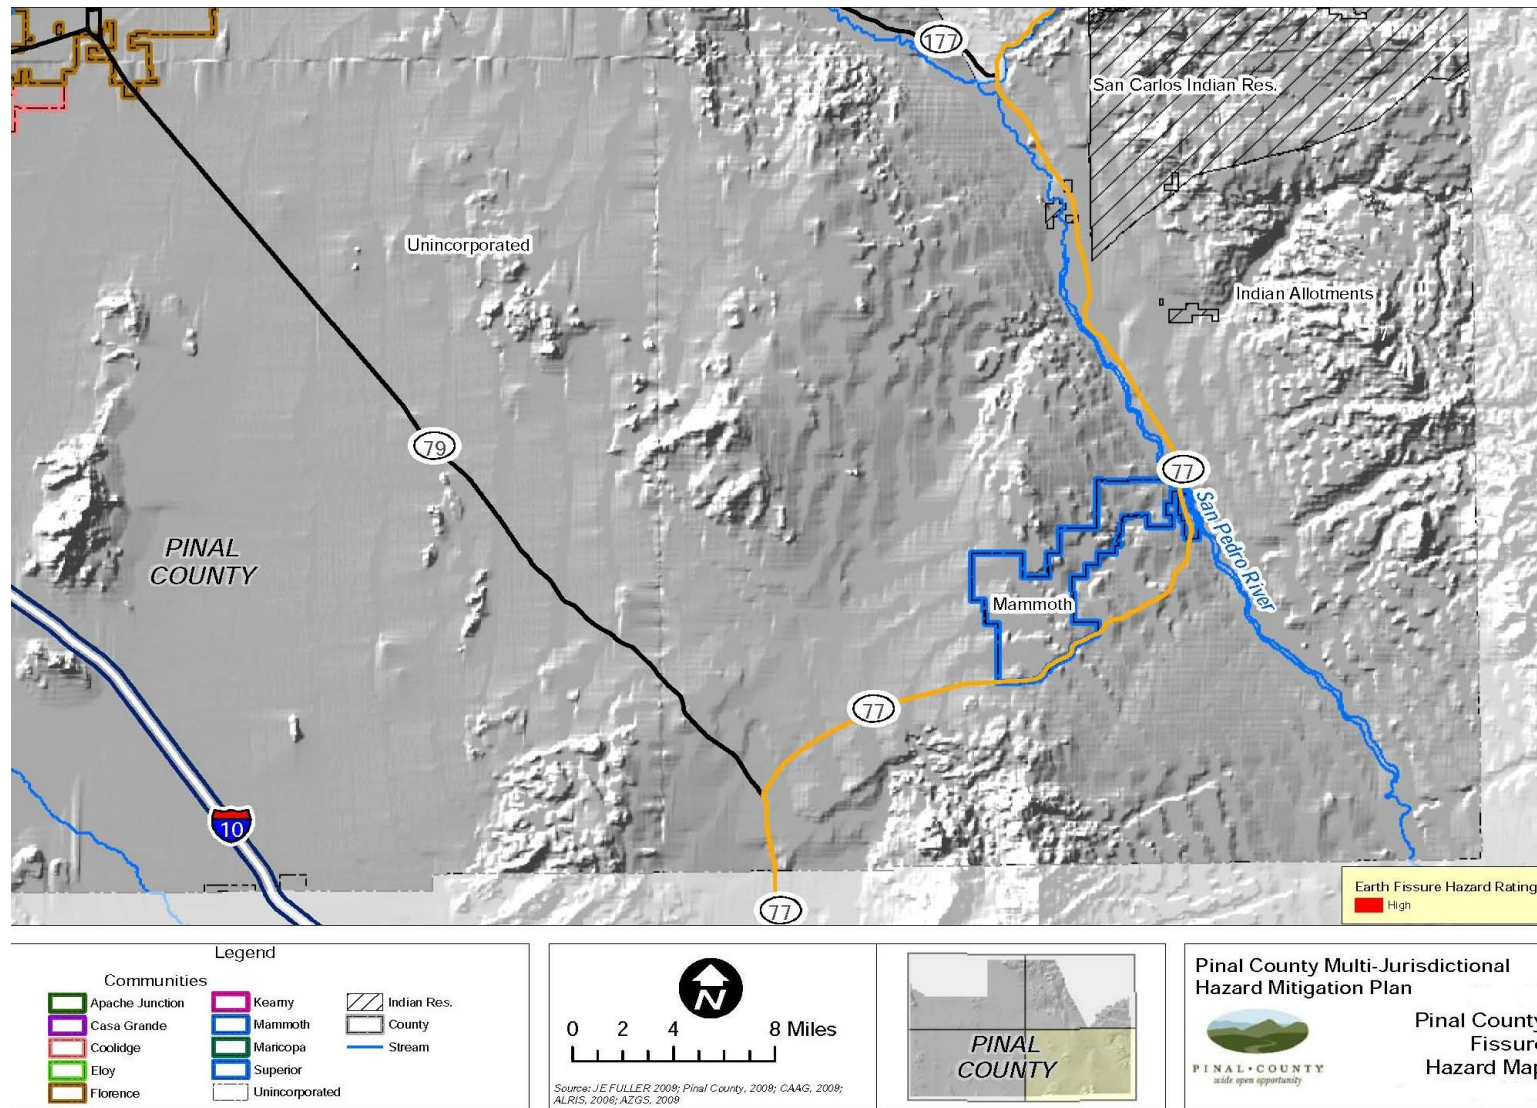 177
San Carlos Indian Res.
Unincorporated
Indian Allotments
79
77
San Pedro River
PINAL
COUNTY
Mammoth
77
10
77
Earth Fissure Hazard Rating
High
Legend
Communities
Apache Junction
Casa Grande
Coolidge
Eloy
Florence
Kearny
Mammoth
Maricopa
Superior
Unincorporated
Indian Res.
County
Stream
N
0 2 4 8 Miles
Source: JE FULLER 2009; Pinal County, 2009; CAAG, 2009;
ALRIS, 2006; AZGS, 2009
PINAL
COUNTY
Pinal County Multi-Jurisdictional
Hazard Mitigation Plan
PINAL • COUNTY
wide open opportunity
Pinal County
Fissure
Hazard Map